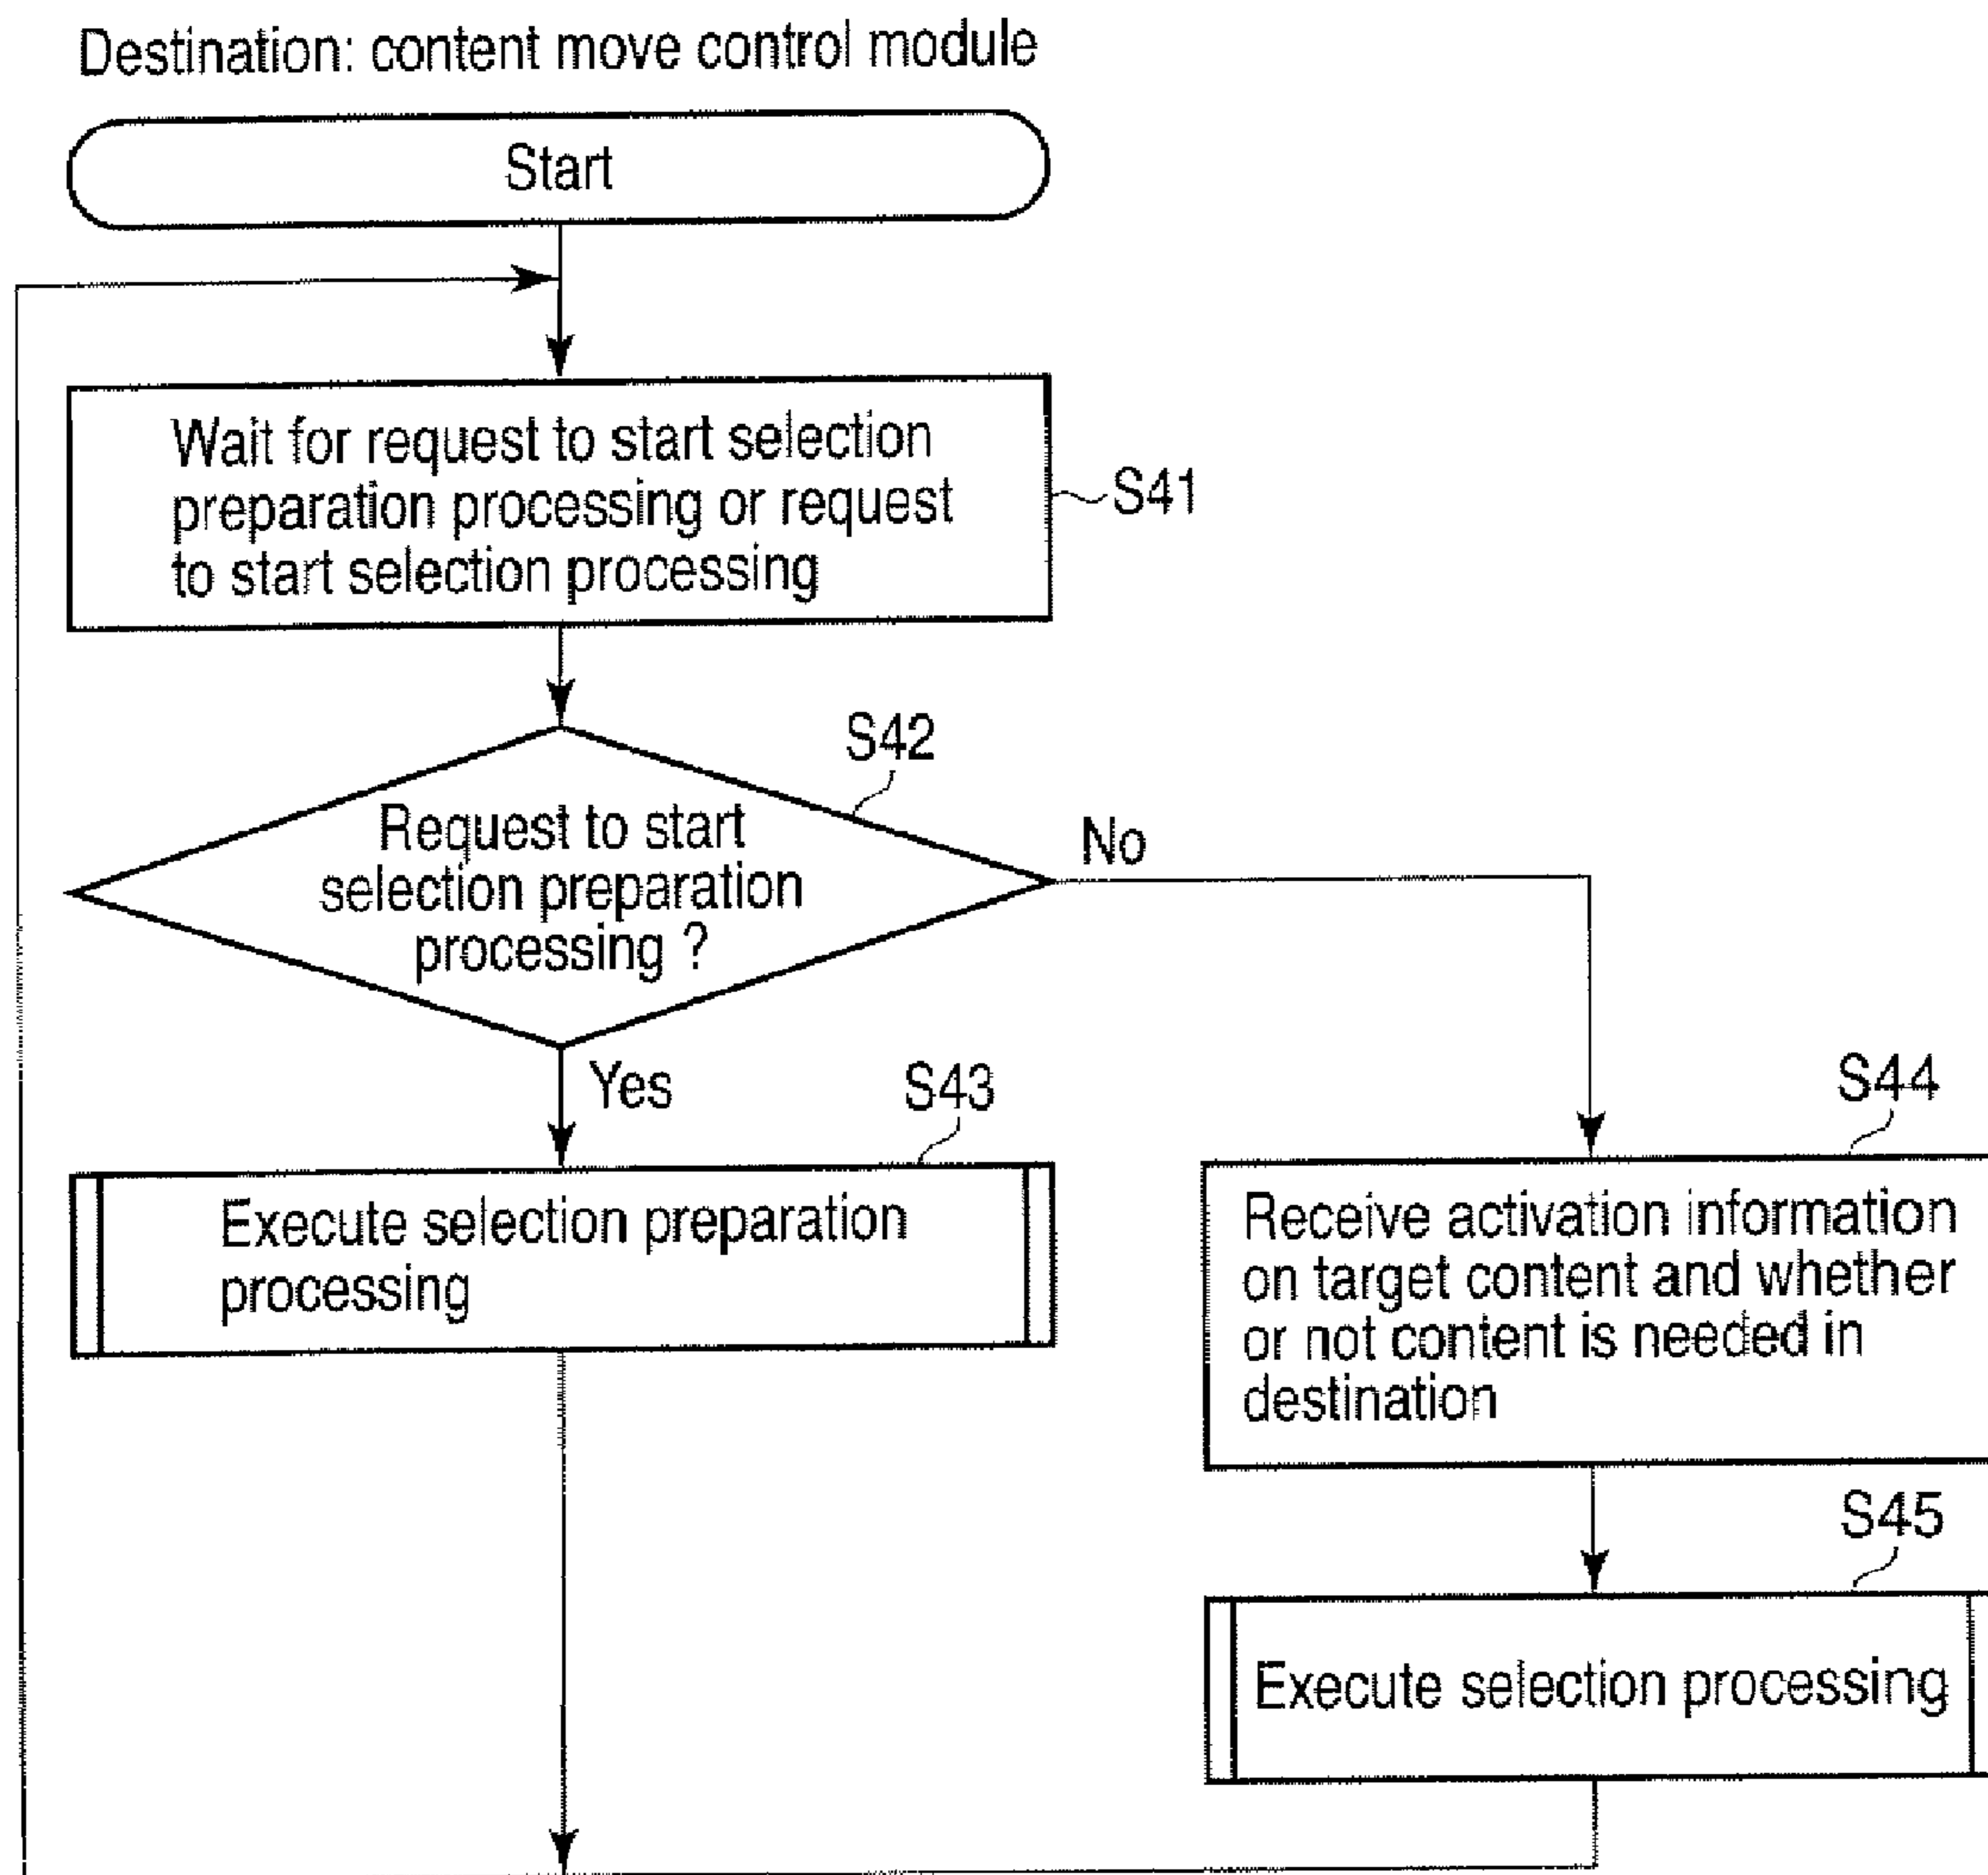 Destination: content move control module
Start
Wait for request to start selection
preparation processing or request
to start selection processing
S41
S42
Request to start
selection preparation
processing ?
No
Yes
S43
S44
Execute selection preparation
processing
Receive activation information
on target content and whether
or not content is needed in
destination
S45
Execute selection processing